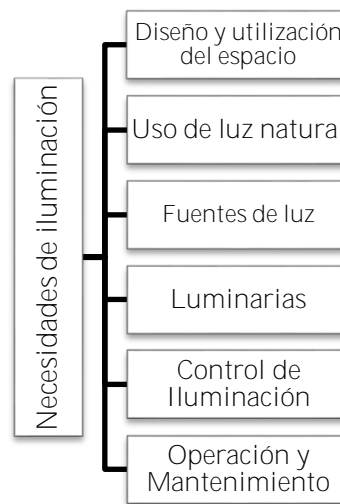 Necesidades de iluminación
Diseño y utilización
del espacio
Uso de luz natura
Fuentes de luz
Luminarias
Control de
Iluminación
Operación y
Mantenimiento